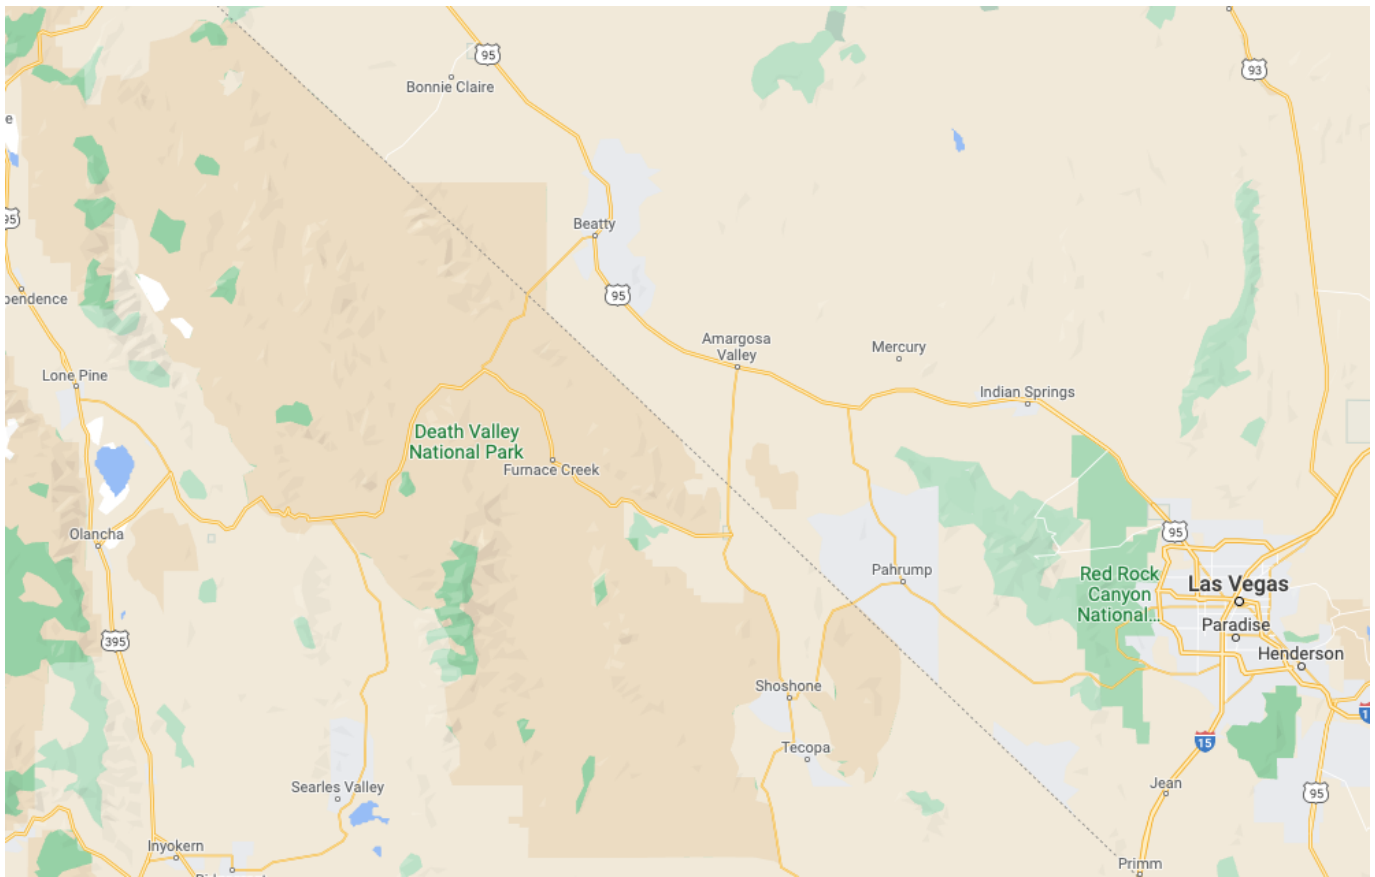 95
93
Bonnie Claire
e
95
Beatty
pendence
95
Amargosa
Valley
Mercury
Lone Pine
Indian Springs
Death Valley
National Park
Furnace Creek
Olancha
95
Pahrump
Red Rock
Canyon
National...
Las Vegas
Paradise
395
Henderson
Shoshone
1
15
Tecopa
Searles Valley
Jean
95
Inyokern
Primm